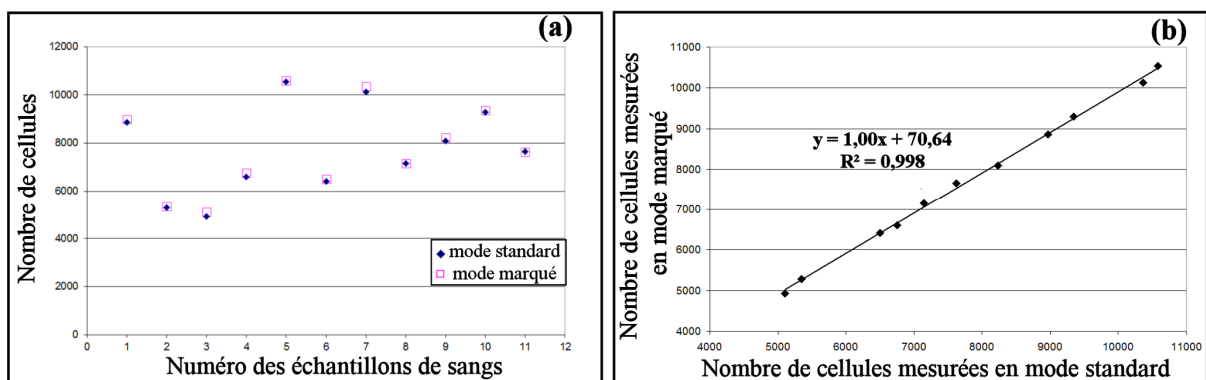 (a)
12000
10000
8000
6000
4000
2000
0
0 1 2 3 4 5 6 7 8 9 10 11 12
Nombre de cellules
Numéro des échantillons de sangs
mode standard
mode marqué
(b)
11000
10000
9000
8000
7000
6000
5000
4000
4000 5000 6000 7000 8000 9000 10000 11000
Nombre de cellules mesurées
en mode marqué
y = 1,00x + 70,64
R² = 0,998
Nombre de cellules mesurées en mode standard